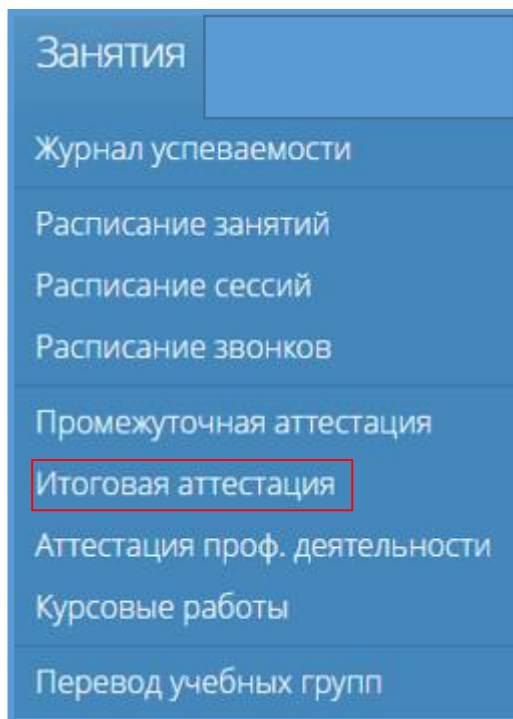 Занятия
Журнал успеваемости
Расписание занятий
Расписание сессий
Расписание звонков
Промежуточная аттестация
Итоговая аттестация
Аттестация проф. деятельности
Курсовые работы
Перевод учебных групп